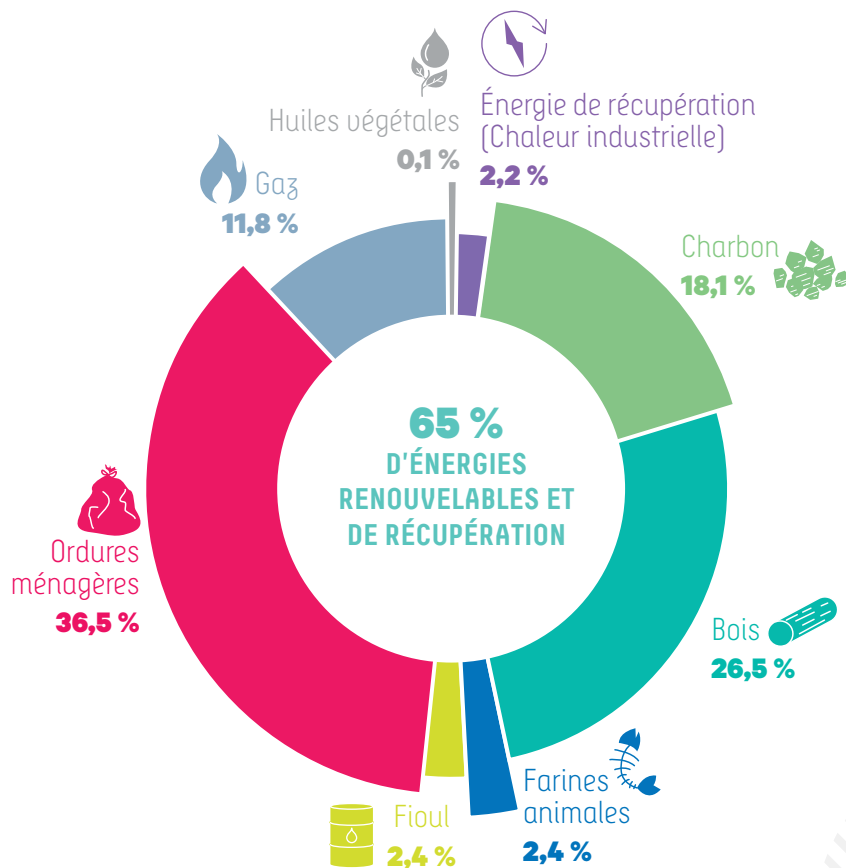 Huiles végétales
0,1 %
Énergie de récupération
(Chaleur industrielle)
2,2 %
Gaz
11,8 %
Charbon
18,1 %
65 %
D'ÉNERGIES
RENOUVELABLES ET
DE RÉCUPÉRATION
Ordures
ménagères
36,5 %
Bois
26,5 %
Farines
animales
2,4 %
Fioul
2,4 %